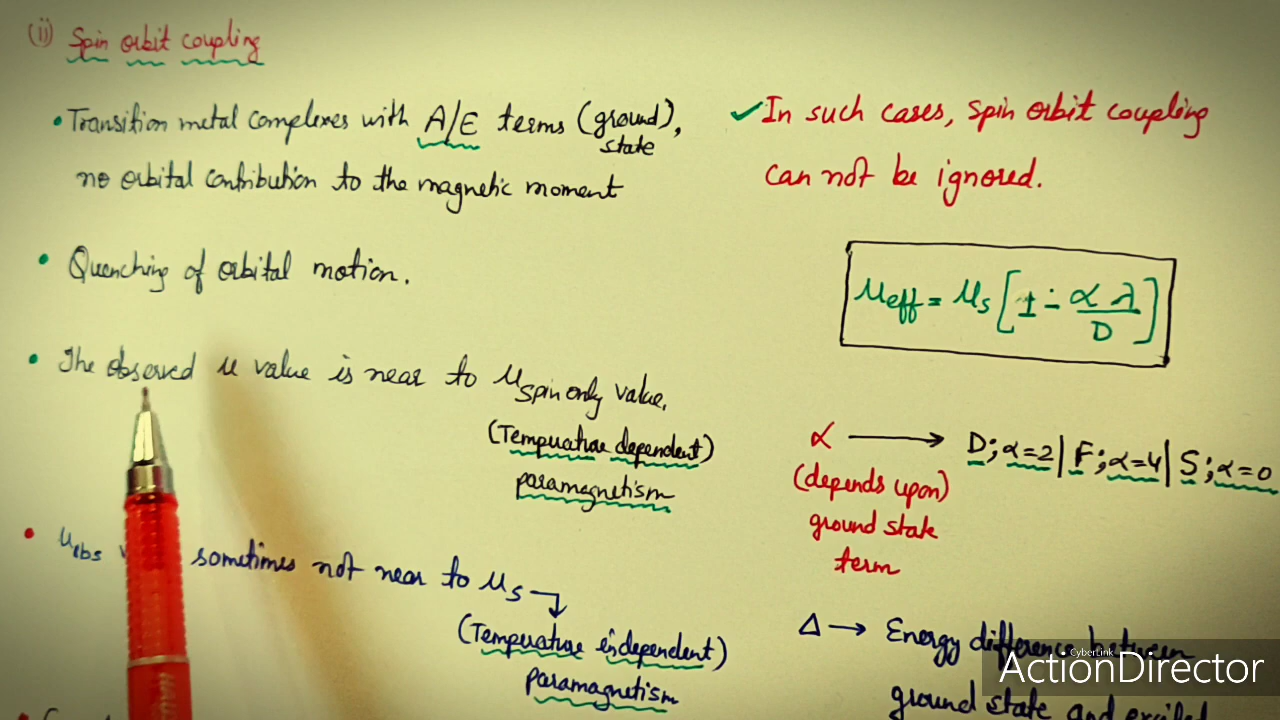 (ii) Spin orbit coupling
• Transition metal complexes with A/E terms (ground state),
no orbital contribution to the magnetic moment
• Quenching of orbital motion.
• The observed μ value is near to μ spin only value.
(Temperature dependent)
paramagnetism
• μobs sometimes not near to μs
(Temperature independent)
paramagnetism
✓ In such cases, spin orbit coupling
can not be ignored.
μeff = μs [1 - αλ/D]
α → D; α=2 | F; α=4 | S; α=0
(depends upon)
ground state
term
Δ → Energy difference between
ground state and excited
CyberLink
ActionDirector